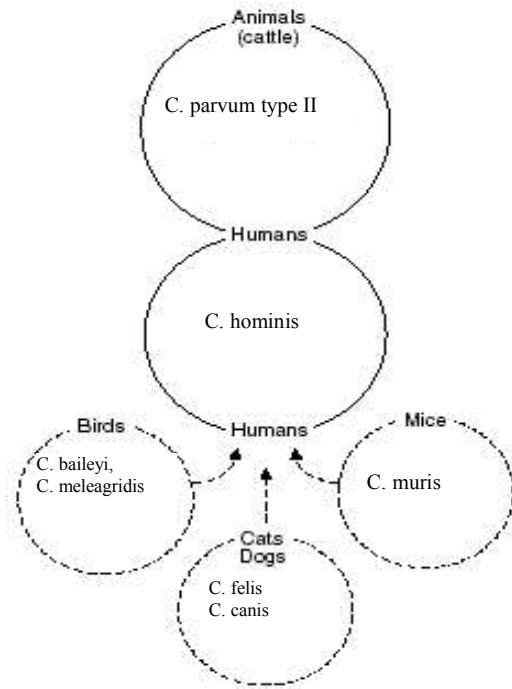 Animals
(cattle)
C. parvum type II
Humans
C. hominis
Humans
Birds
C. baileyi,
C. meleagridis
Mice
C. muris
Cats
Dogs
C. felis
C. canis